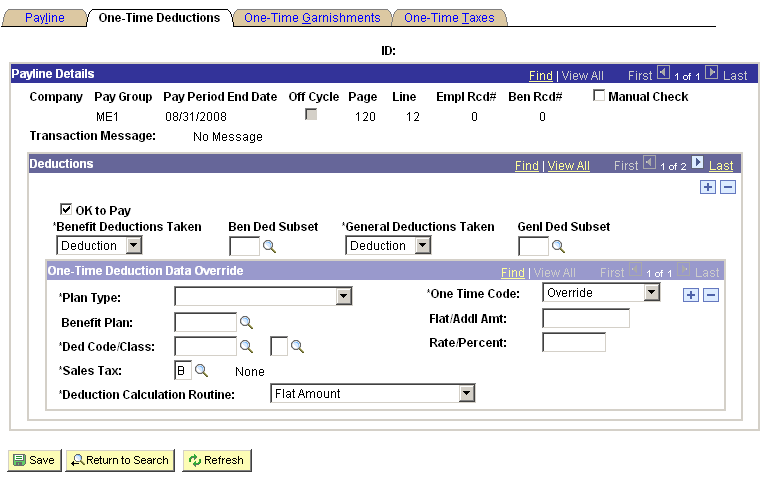 Payline One-Time Deductions One-Time Garnishments One-Time Taxes
ID:
Payline Details Find | View All First 1 of 1 Last
Company Pay Group Pay Period End Date Off Cycle Page Line Empl Rcd# Ben Rcd# Manual Check
ME1 08/31/2008 120 12 0 0
Transaction Message: No Message
Deductions Find | View All First 1 of 2 Last
OK to Pay
*Benefit Deductions Taken Ben Ded Subset *General Deductions Taken Genl Ded Subset
Deduction Deduction
One-Time Deduction Data Override Find | View All First 1 of 1 Last
*Plan Type: *One Time Code: Override
Benefit Plan: Flat/Addl Amt:
*Ded Code/Class: Rate/Percent:
*Sales Tax: B None
*Deduction Calculation Routine: Flat Amount
Save Return to Search Refresh